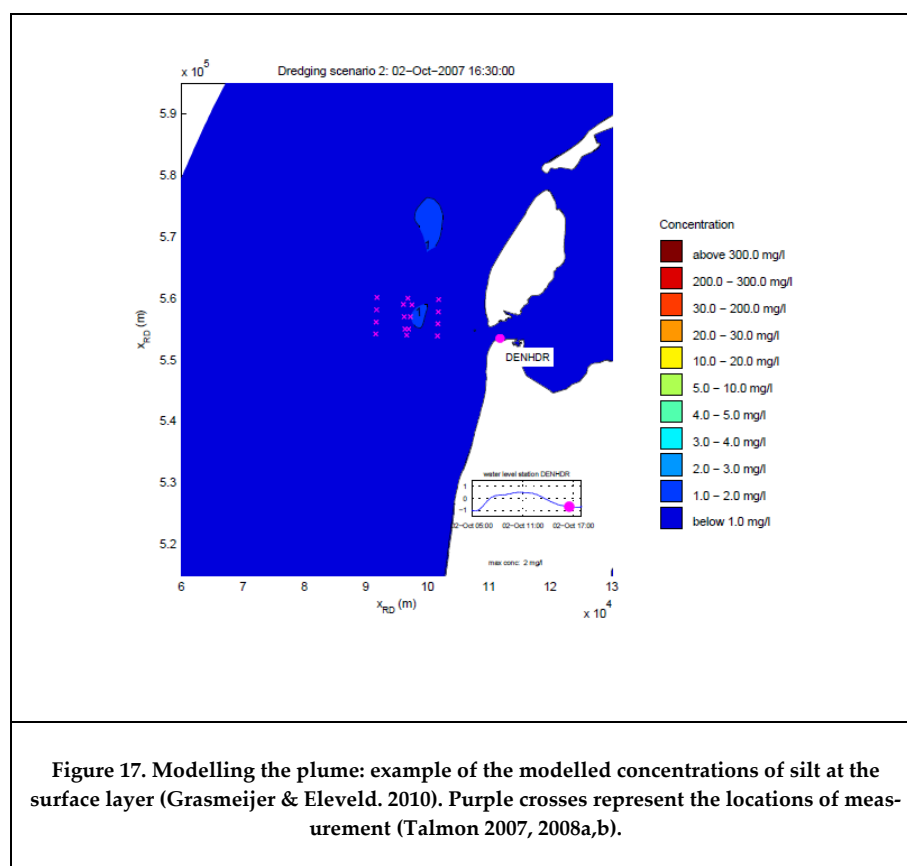 x 10^5
Dredging scenario 2: 02-Oct-2007 16:30:00
5.9
5.8
5.7
5.6
5.5
5.4
5.3
5.2
x_RD (m)
DENHDR
water level station DENHDR
1
0
-1
02-Oct 05:00 02-Oct 11:00 02-Oct 17:00
max conc: 2 mg/l
6 7 8 9 10 11 12 13
x_RD (m)
x 10^4
Concentration
above 300.0 mg/l
200.0 - 300.0 mg/l
30.0 - 200.0 mg/l
20.0 - 30.0 mg/l
10.0 - 20.0 mg/l
5.0 - 10.0 mg/l
4.0 - 5.0 mg/l
3.0 - 4.0 mg/l
2.0 - 3.0 mg/l
1.0 - 2.0 mg/l
below 1.0 mg/l
Figure 17. Modelling the plume: example of the modelled concentrations of silt at the
surface layer (Grasmeijer & Eleveld. 2010). Purple crosses represent the locations of meas-
urement (Talmon 2007, 2008a,b).